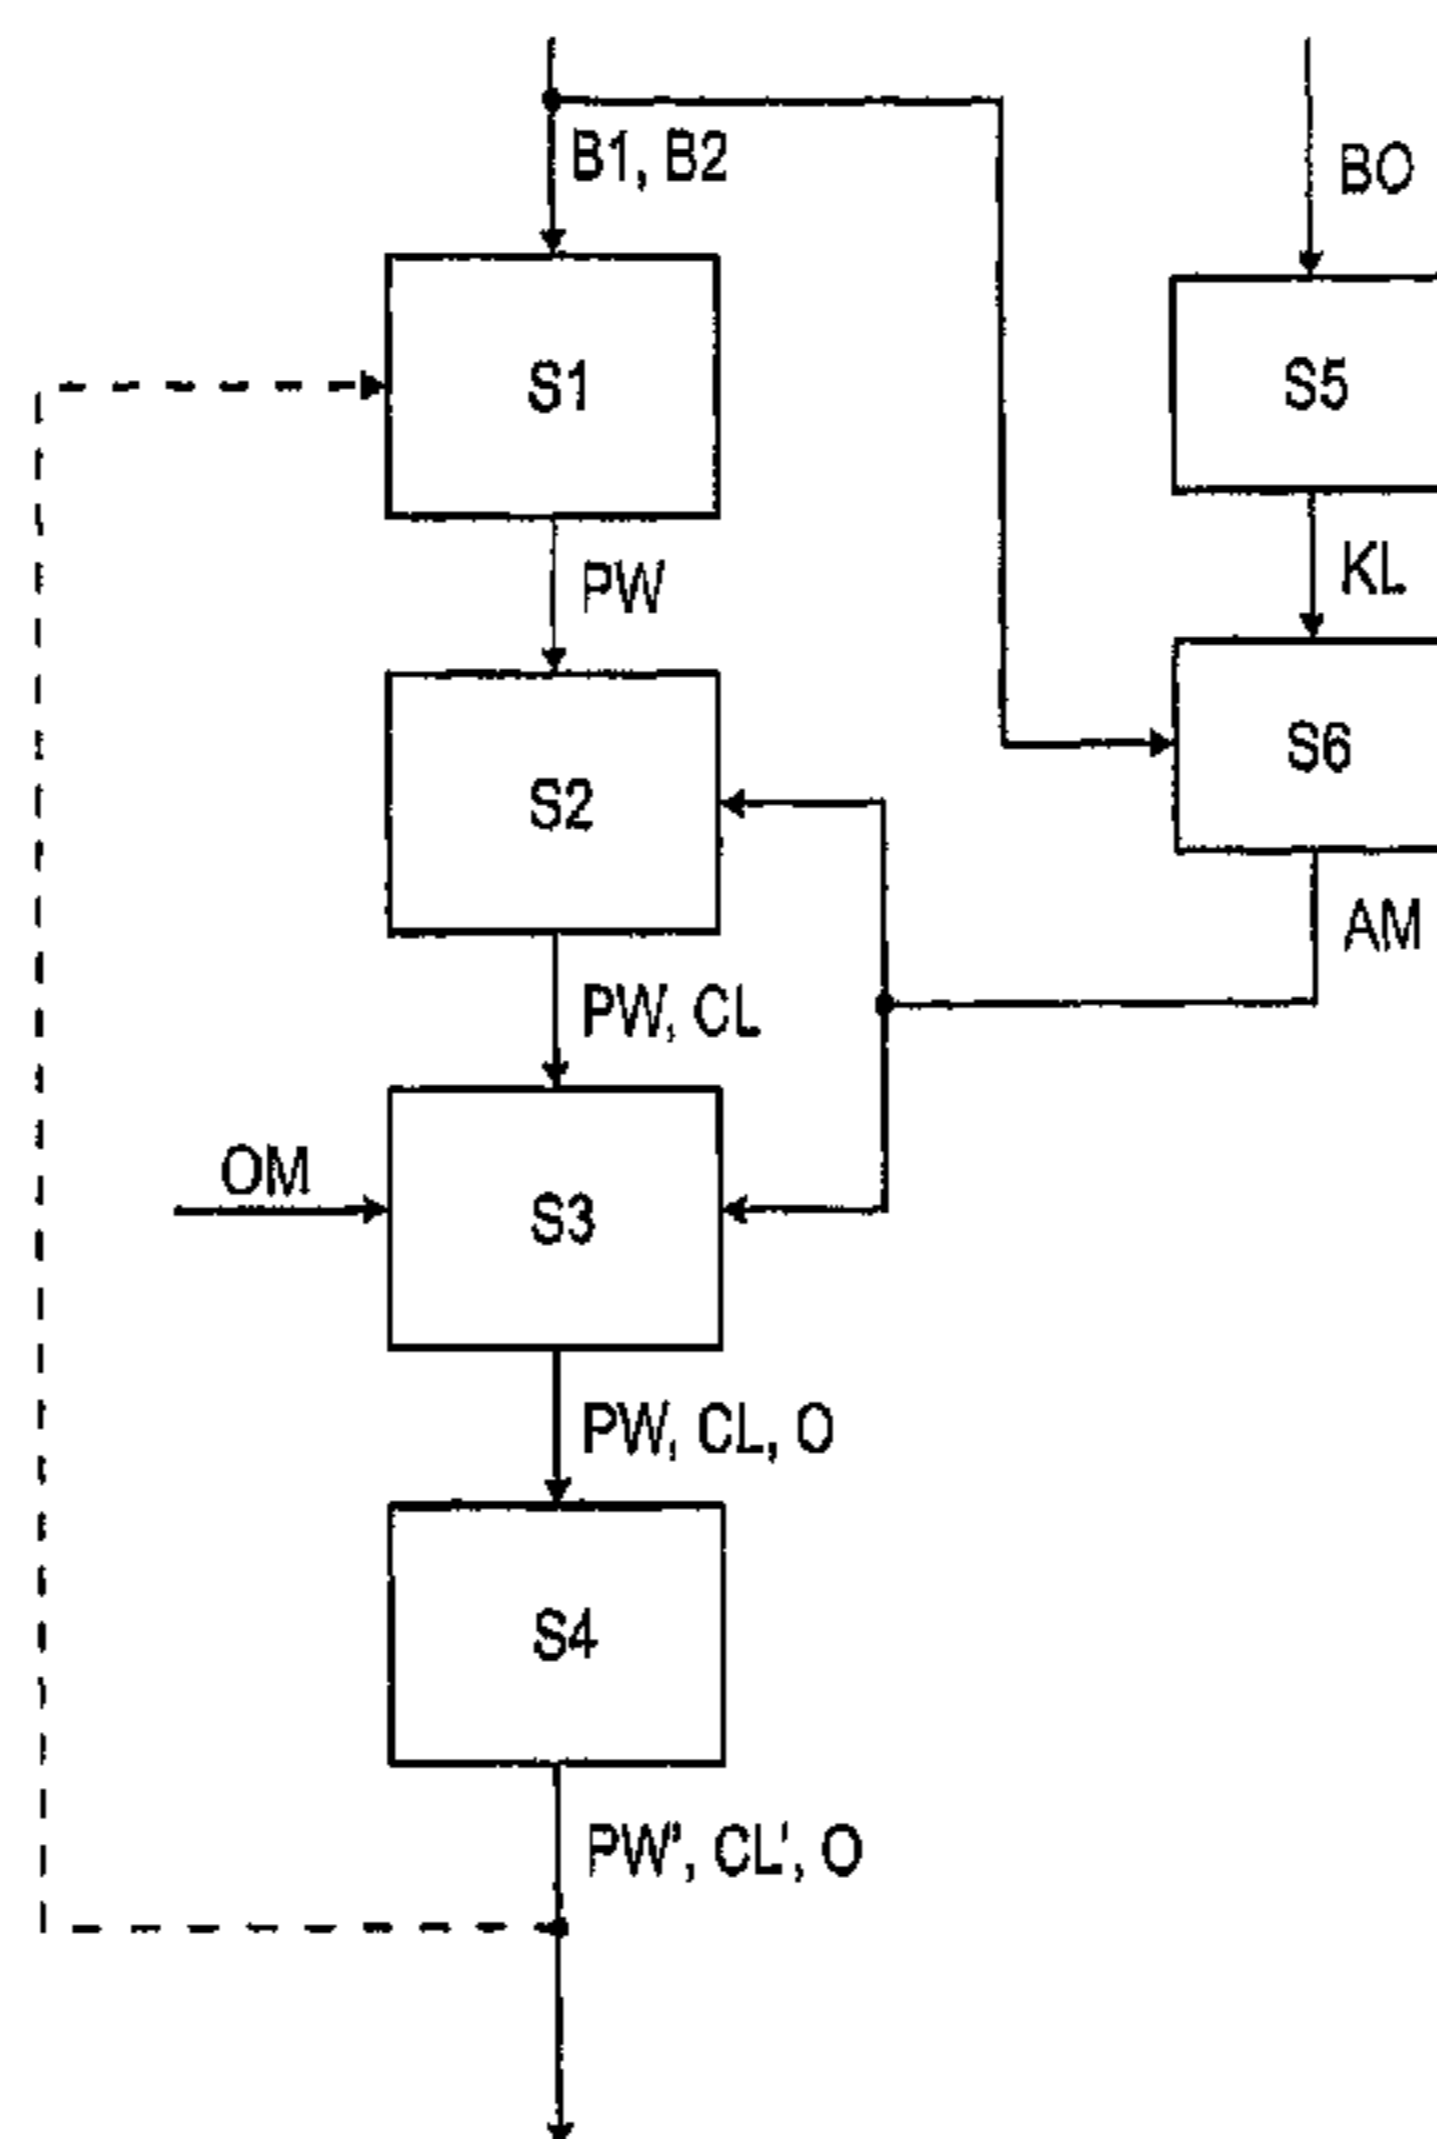 B1, B2
BO
S1
S5
PW
KL
S2
S6
AM
PW, CL
OM
S3
PW, CL, O
S4
PW', CL', O